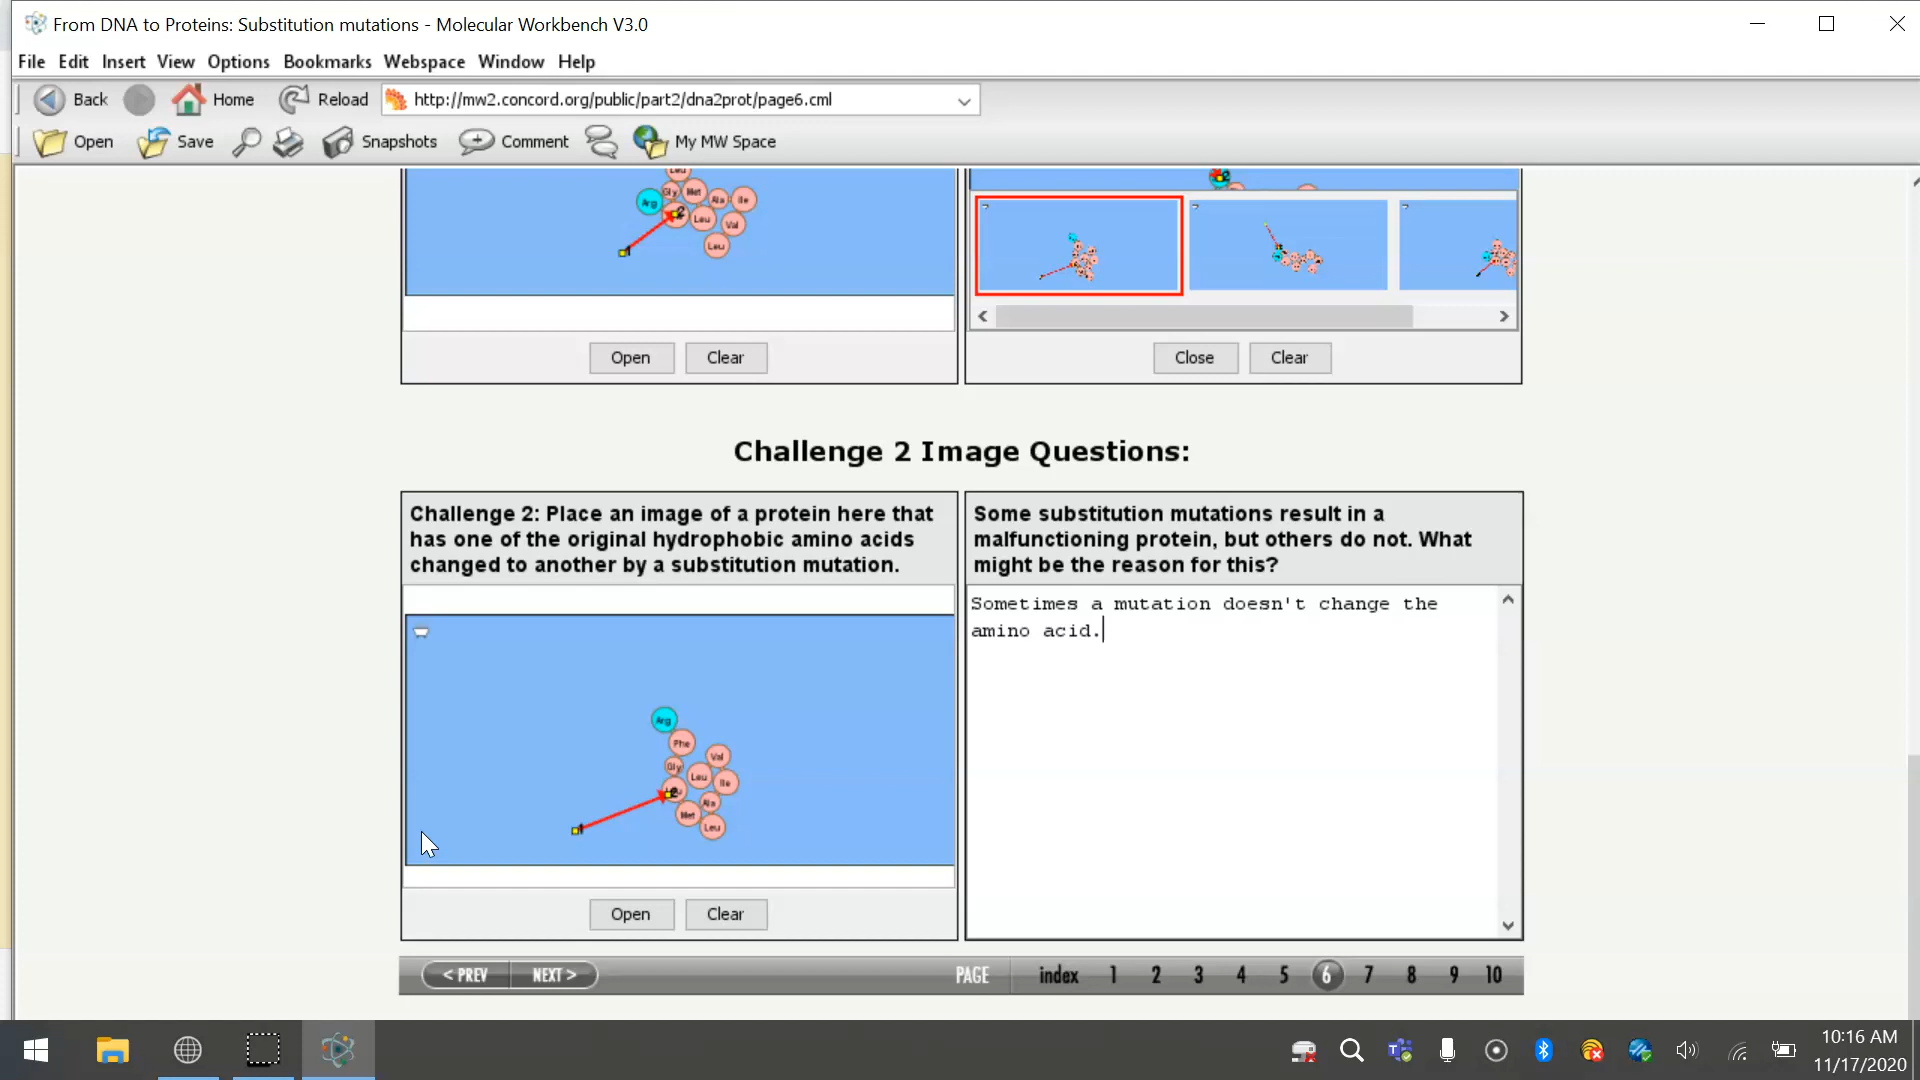 From DNA to Proteins: Substitution mutations - Molecular Workbench V3.0
File Edit Insert View Options Bookmarks Webspace Window Help
Back Home Reload http://mw2.concord.org/public/part2/dna2prot/page6.cml
Open Save Snapshots Comment My MW Space
Leu
Gly Met Ala Ile
Arg 2 Leu Val
Leu
2
Open Clear
Close Clear
Challenge 2 Image Questions:
Challenge 2: Place an image of a protein here that
has one of the original hydrophobic amino acids
changed to another by a substitution mutation.
Some substitution mutations result in a
malfunctioning protein, but others do not. What
might be the reason for this?
Sometimes a mutation doesn't change the
amino acid.
Arg
Phe Val
Gly Leu Ile
2 Ala
Met Leu
Open Clear
< PREV NEXT > PAGE index 1 2 3 4 5 6 7 8 9 10
10:16 AM
11/17/2020